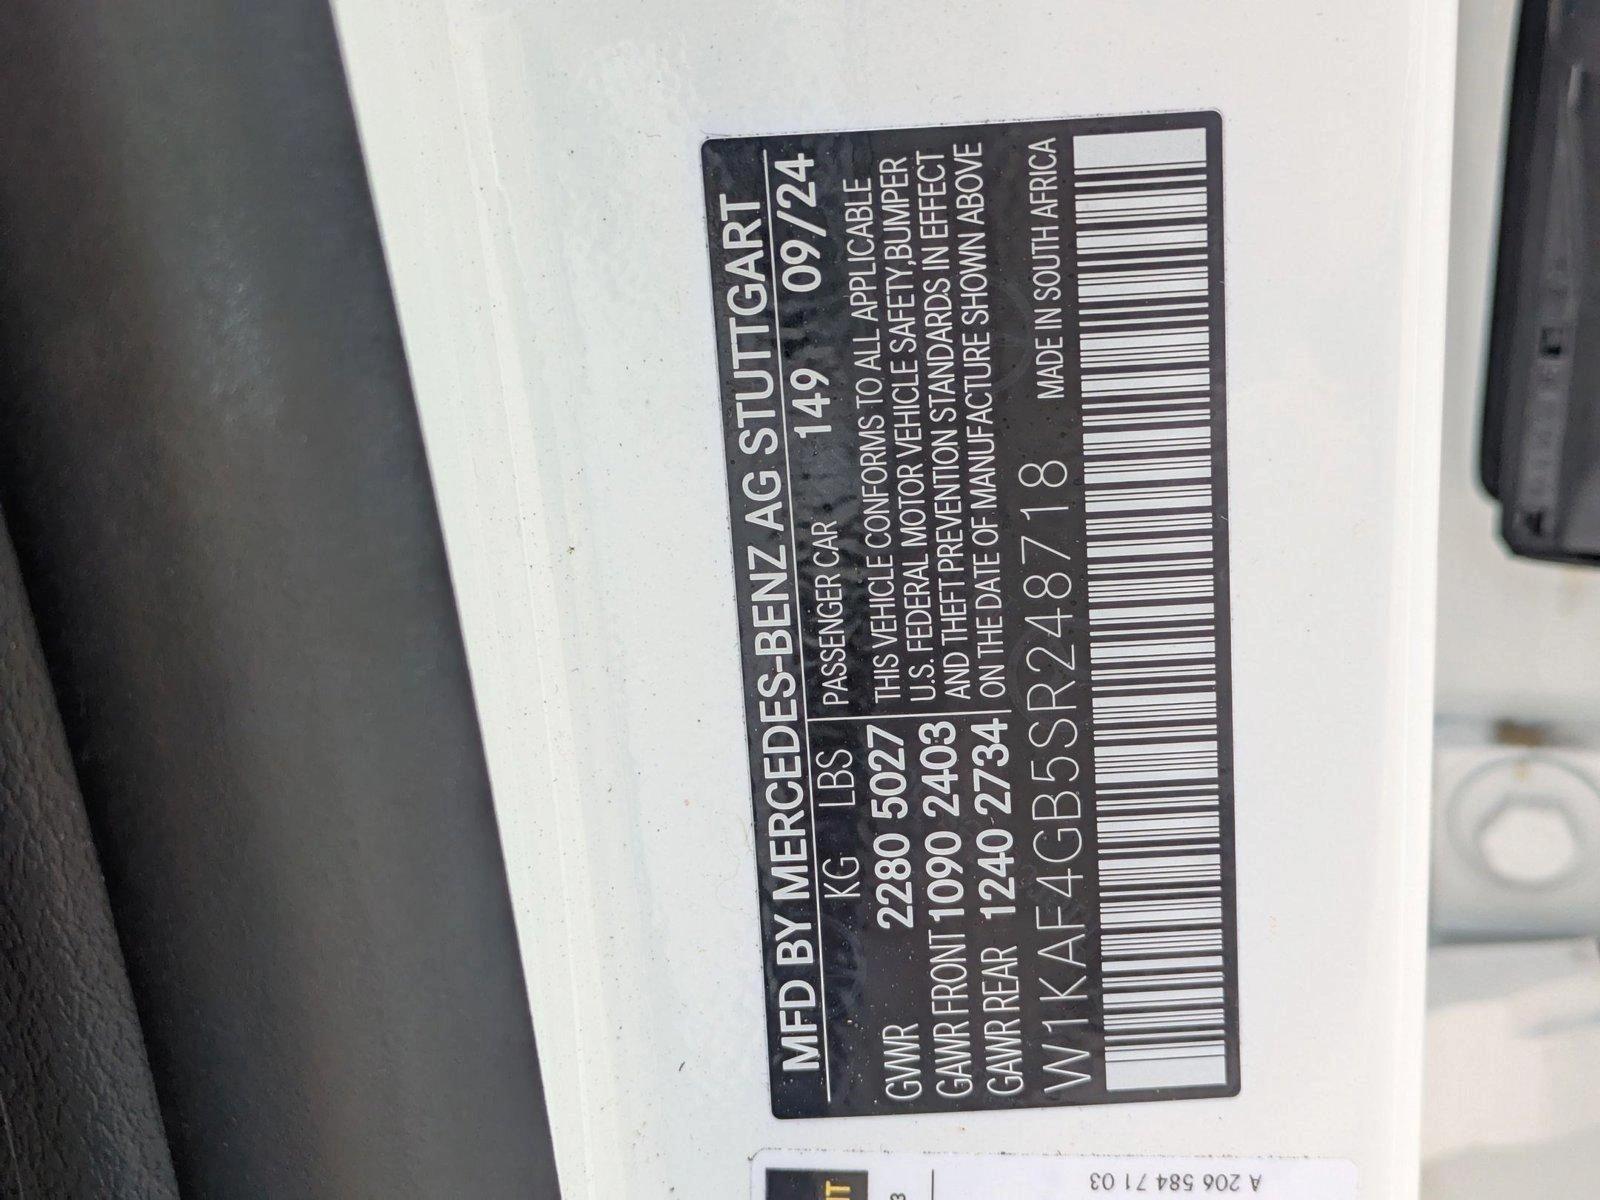 MFD BY MERCEDES-BENZ AG STUTTGART
KG LBS PASSENGER CAR 149 09/24
GVWR 2280 5027 THIS VEHICLE CONFORMS TO ALL APPLICABLE
U.S. FEDERAL MOTOR VEHICLE SAFETY,BUMPER
GAWR FRONT 1090 2403 AND THEFT PREVENTION STANDARDS IN EFFECT
GAWR REAR 1240 2734 ON THE DATE OF MANUFACTURE SHOWN ABOVE
W1KAF4GB5SR248718 MADE IN SOUTH AFRICA
A 206 584 71 03